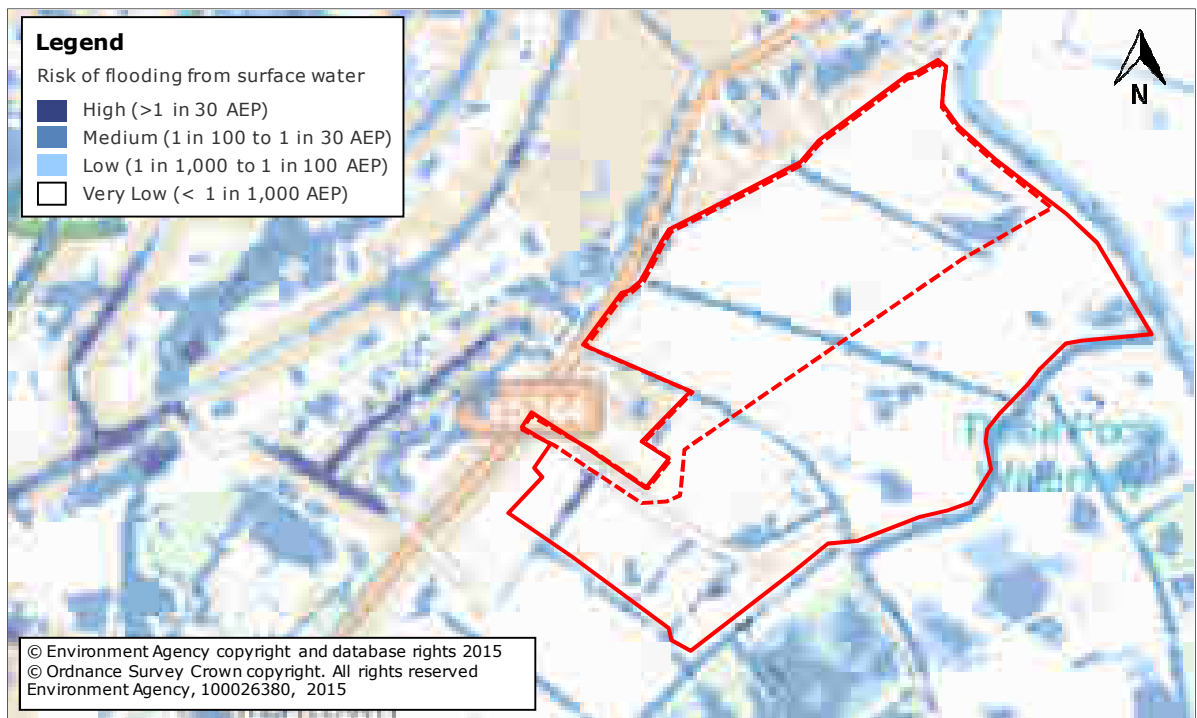 Legend
Risk of flooding from surface water
High (>1 in 30 AEP)
Medium (1 in 100 to 1 in 30 AEP)
Low (1 in 1,000 to 1 in 100 AEP)
Very Low (< 1 in 1,000 AEP)
N
© Environment Agency copyright and database rights 2015
© Ordnance Survey Crown copyright. All rights reserved
Environment Agency, 100026380, 2015